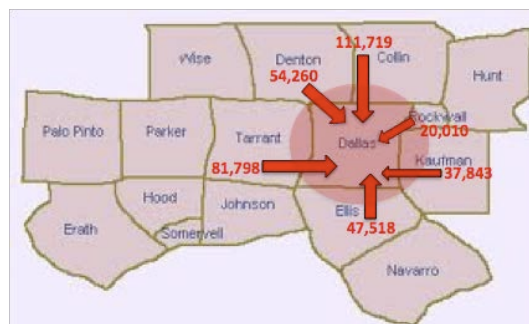 111,719
Wise
Denton
Collin
54,260
Hunt
Rockwall
20,010
Palo Pinto
Parker
Tarrant
Dallas
Kaufman
81,798
37,843
Hood
Johnson
Ellis
Erath
Somervell
47,518
Navarro